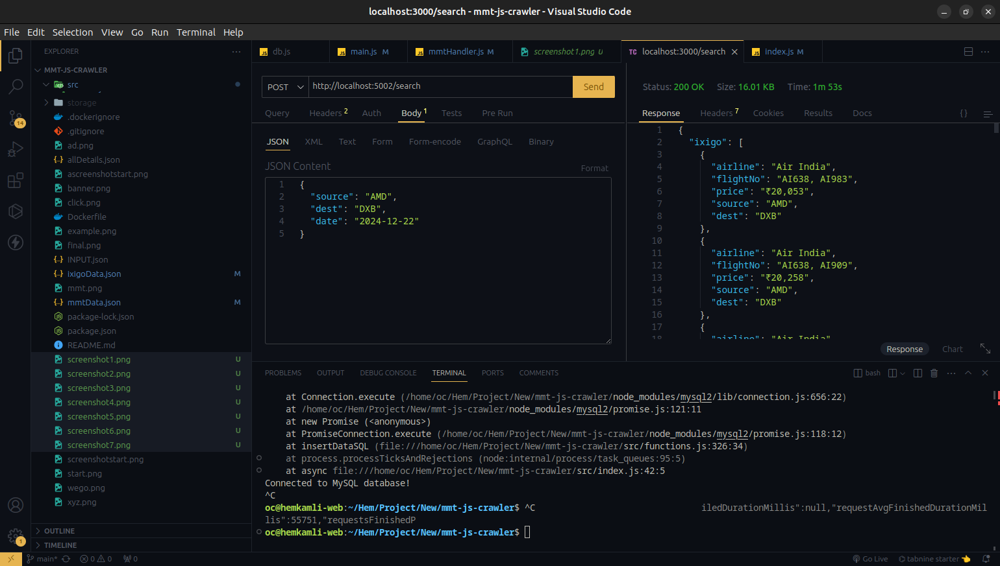 localhost:3000/search - mmt-js-crawler - Visual Studio Code
File Edit Selection View Go Run Terminal Help
EXPLORER
MMT-JS-CRAWLER
src
storage
.dockerignore
.gitignore
ad.png
allDetails.json
ascreenshotstart.png
banner.png
click.png
Dockerfile
example.png
final.png
INPUT.json
ixigoData.json M
mmt.png
mmtData.json M
package-lock.json
package.json
README.md
screenshot1.png U
screenshot2.png U
screenshot3.png U
screenshot4.png U
screenshot5.png U
screenshot6.png U
screenshot7.png U
screenshotstart.png
start.png
wego.png
xyz.png
OUTLINE
TIMELINE
14
1
JS db.js JS main.js M JS mmtHandler.js M screenshot1.png U TC localhost:3000/search JS index.js M
POST http://localhost:5002/search Send
Query Headers 2 Auth Body 1 Tests Pre Run
JSON XML Text Form Form-encode GraphQL Binary
JSON Content Format
1 {
2 "source": "AMD",
3 "dest": "DXB",
4 "date": "2024-12-22"
5 }
Status: 200 OK Size: 16.01 KB Time: 1m 53s
Response Headers 7 Cookies Results Docs {}
1 {
2 "ixigo": [
3 {
4 "airline": "Air India",
5 "flightNo": "AI638, AI983",
6 "price": "₹20,053",
7 "source": "AMD",
8 "dest": "DXB"
9 },
10 {
11 "airline": "Air India",
12 "flightNo": "AI638, AI909",
13 "price": "₹20,258",
14 "source": "AMD",
15 "dest": "DXB"
16 },
17 {
18 "airline": "Air India"
Response Chart
PROBLEMS OUTPUT DEBUG CONSOLE TERMINAL PORTS COMMENTS
bash
at Connection.execute (/home/oc/Hem/Project/New/mmt-js-crawler/node_modules/mysql2/lib/connection.js:656:22)
at /home/oc/Hem/Project/New/mmt-js-crawler/node_modules/mysql2/promise.js:121:11
at new Promise (<anonymous>)
at PromiseConnection.execute (/home/oc/Hem/Project/New/mmt-js-crawler/node_modules/mysql2/promise.js:118:12)
at insertDataSQL (file:///home/oc/Hem/Project/New/mmt-js-crawler/src/functions.js:326:34)
at process.processTicksAndRejections (node:internal/process/task_queues:95:5)
at async file:///home/oc/Hem/Project/New/mmt-js-crawler/src/index.js:42:5
Connected to MySQL database!
^C
oc@hemkamli-web:~/Hem/Project/New/mmt-js-crawler$ ^C iledDurationMillis":null,"requestAvgFinishedDurationMil
lis":55751,"requestsFinishedP
oc@hemkamli-web:~/Hem/Project/New/mmt-js-crawler$
main* 0 0 0 Go Live tabnine starter